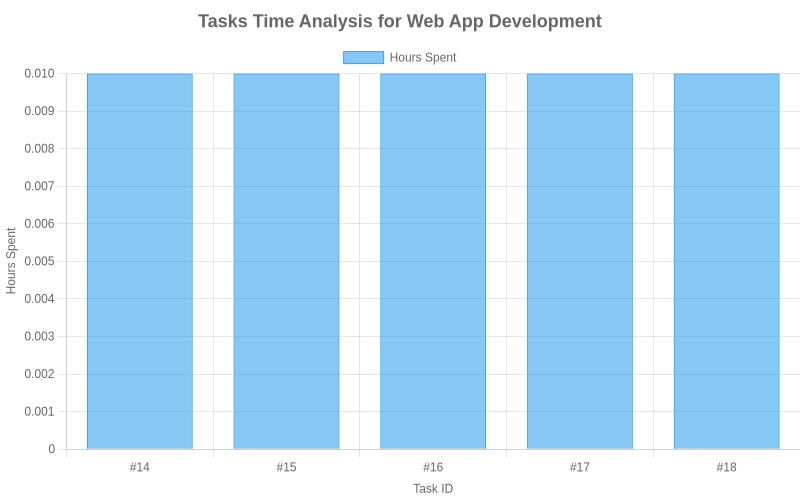 Tasks Time Analysis for Web App Development
Hours Spent
0.010
0.009
0.008
0.007
0.006
0.005
0.004
0.003
0.002
0.001
0
Hours Spent
#14 #15 #16 #17 #18
Task ID